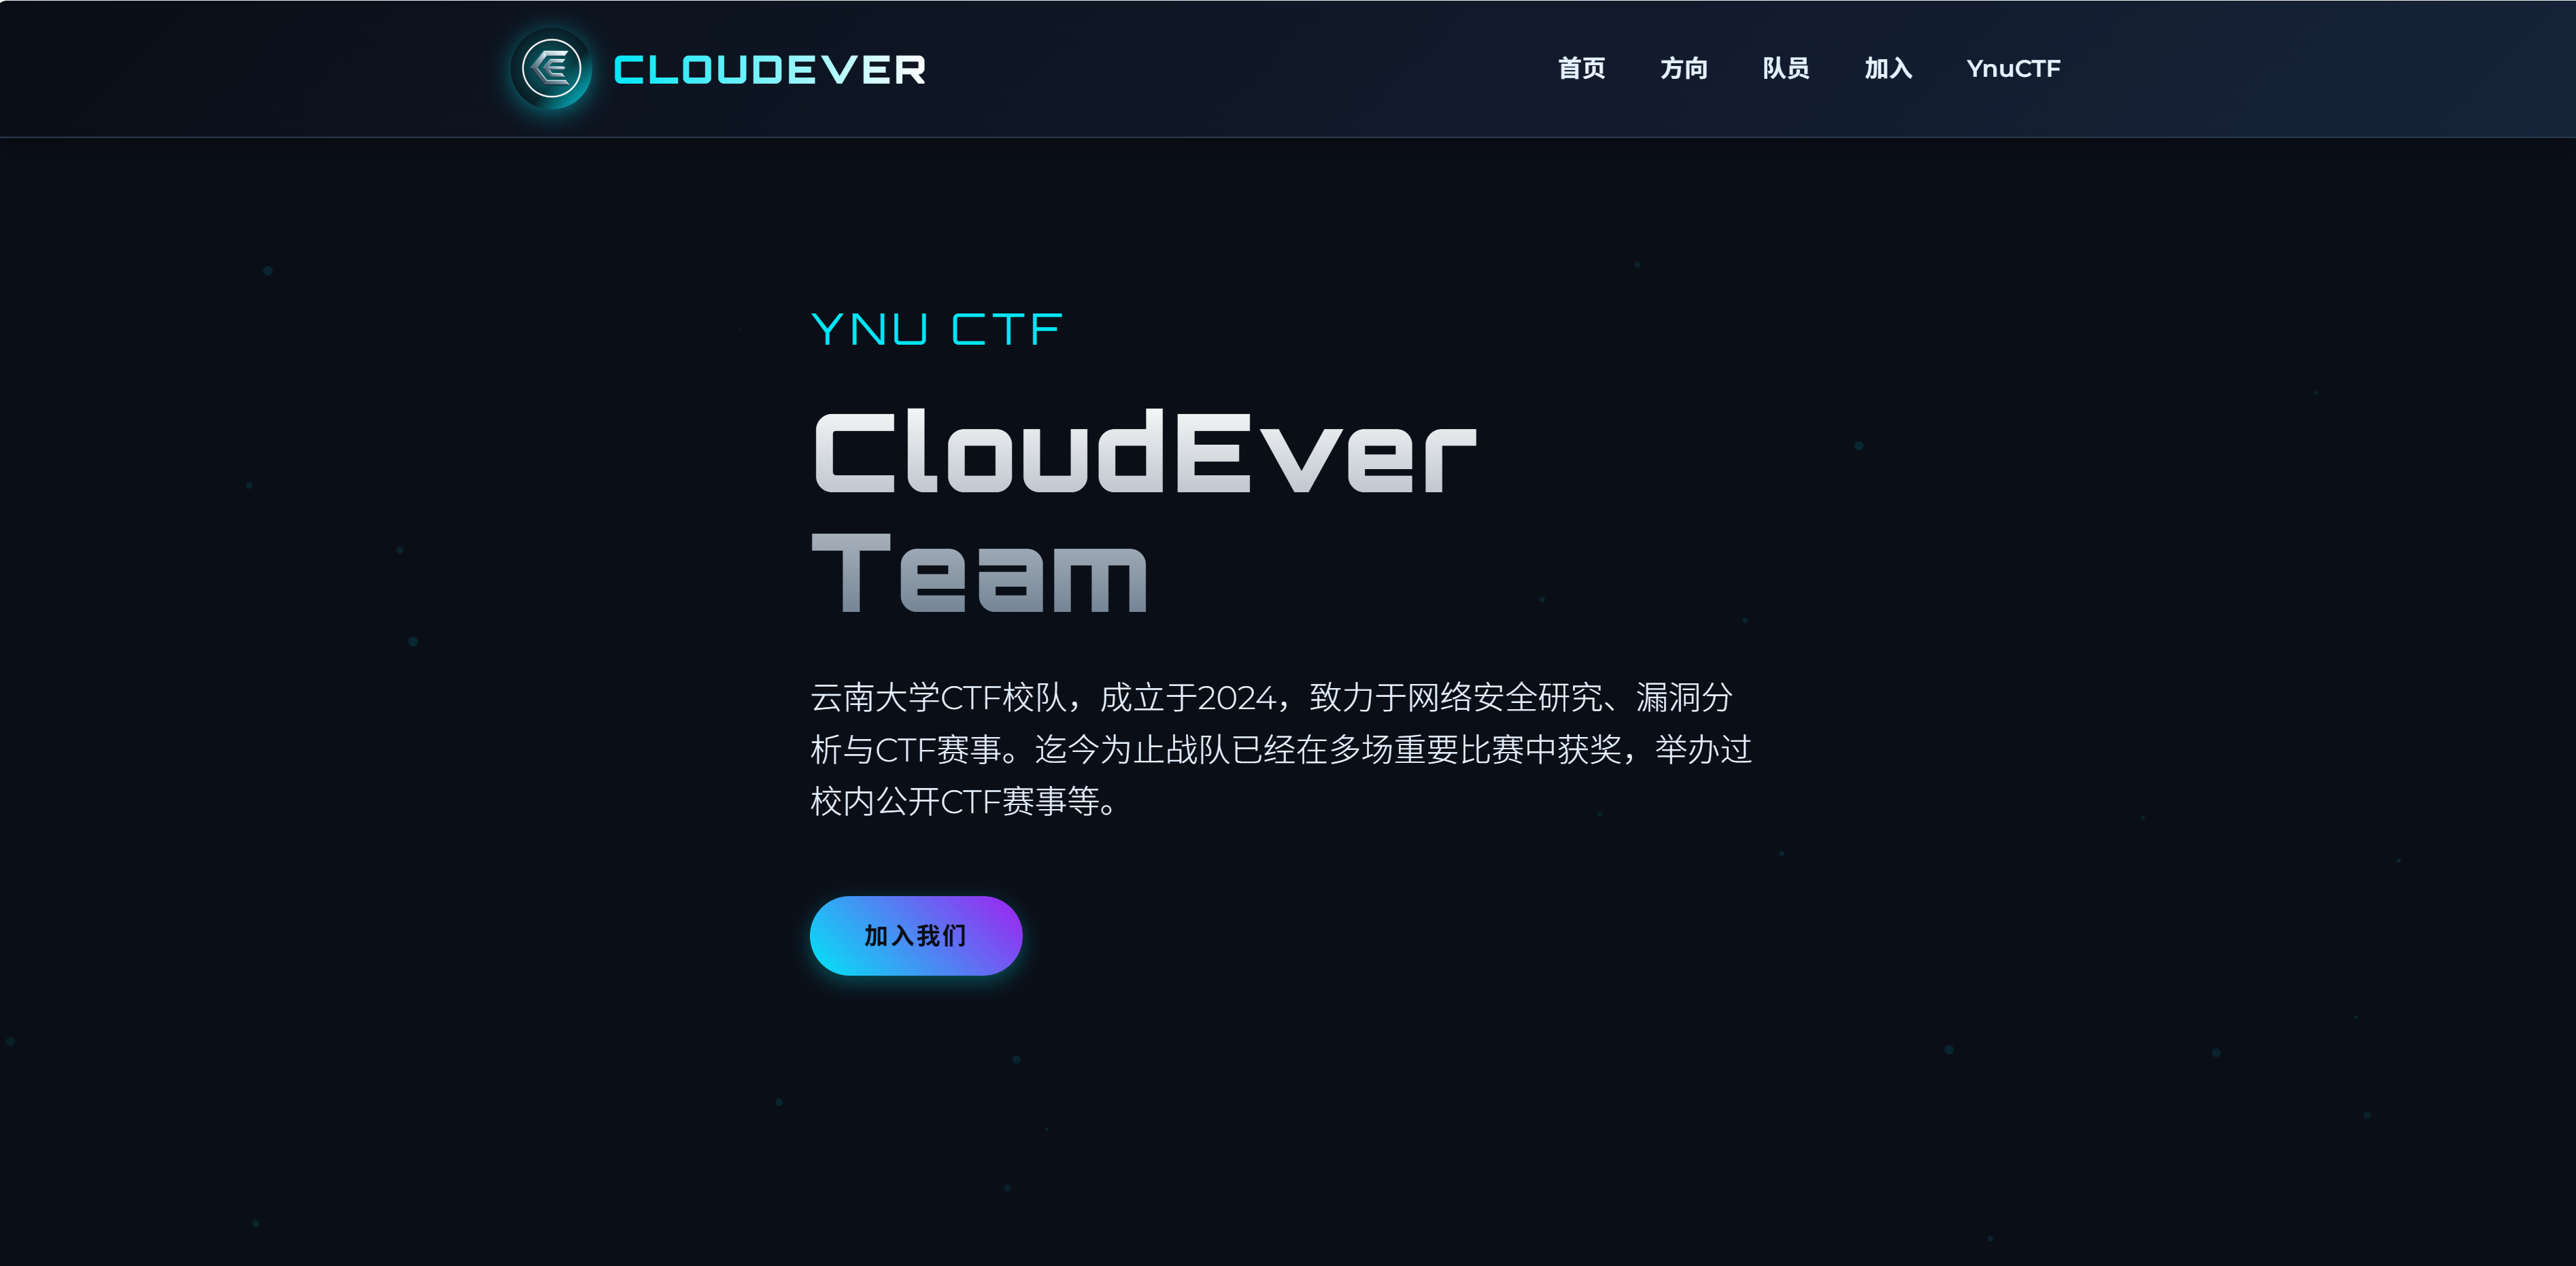 CLOUDEVER
首页 方向 队员 加入 YnuCTF
YNU CTF
CloudEver
Team
云南大学CTF校队，成立于2024，致力于网络安全研究、漏洞分
析与CTF赛事。迄今为止战队已经在多场重要比赛中获奖，举办过
校内公开CTF赛事等。
加入我们